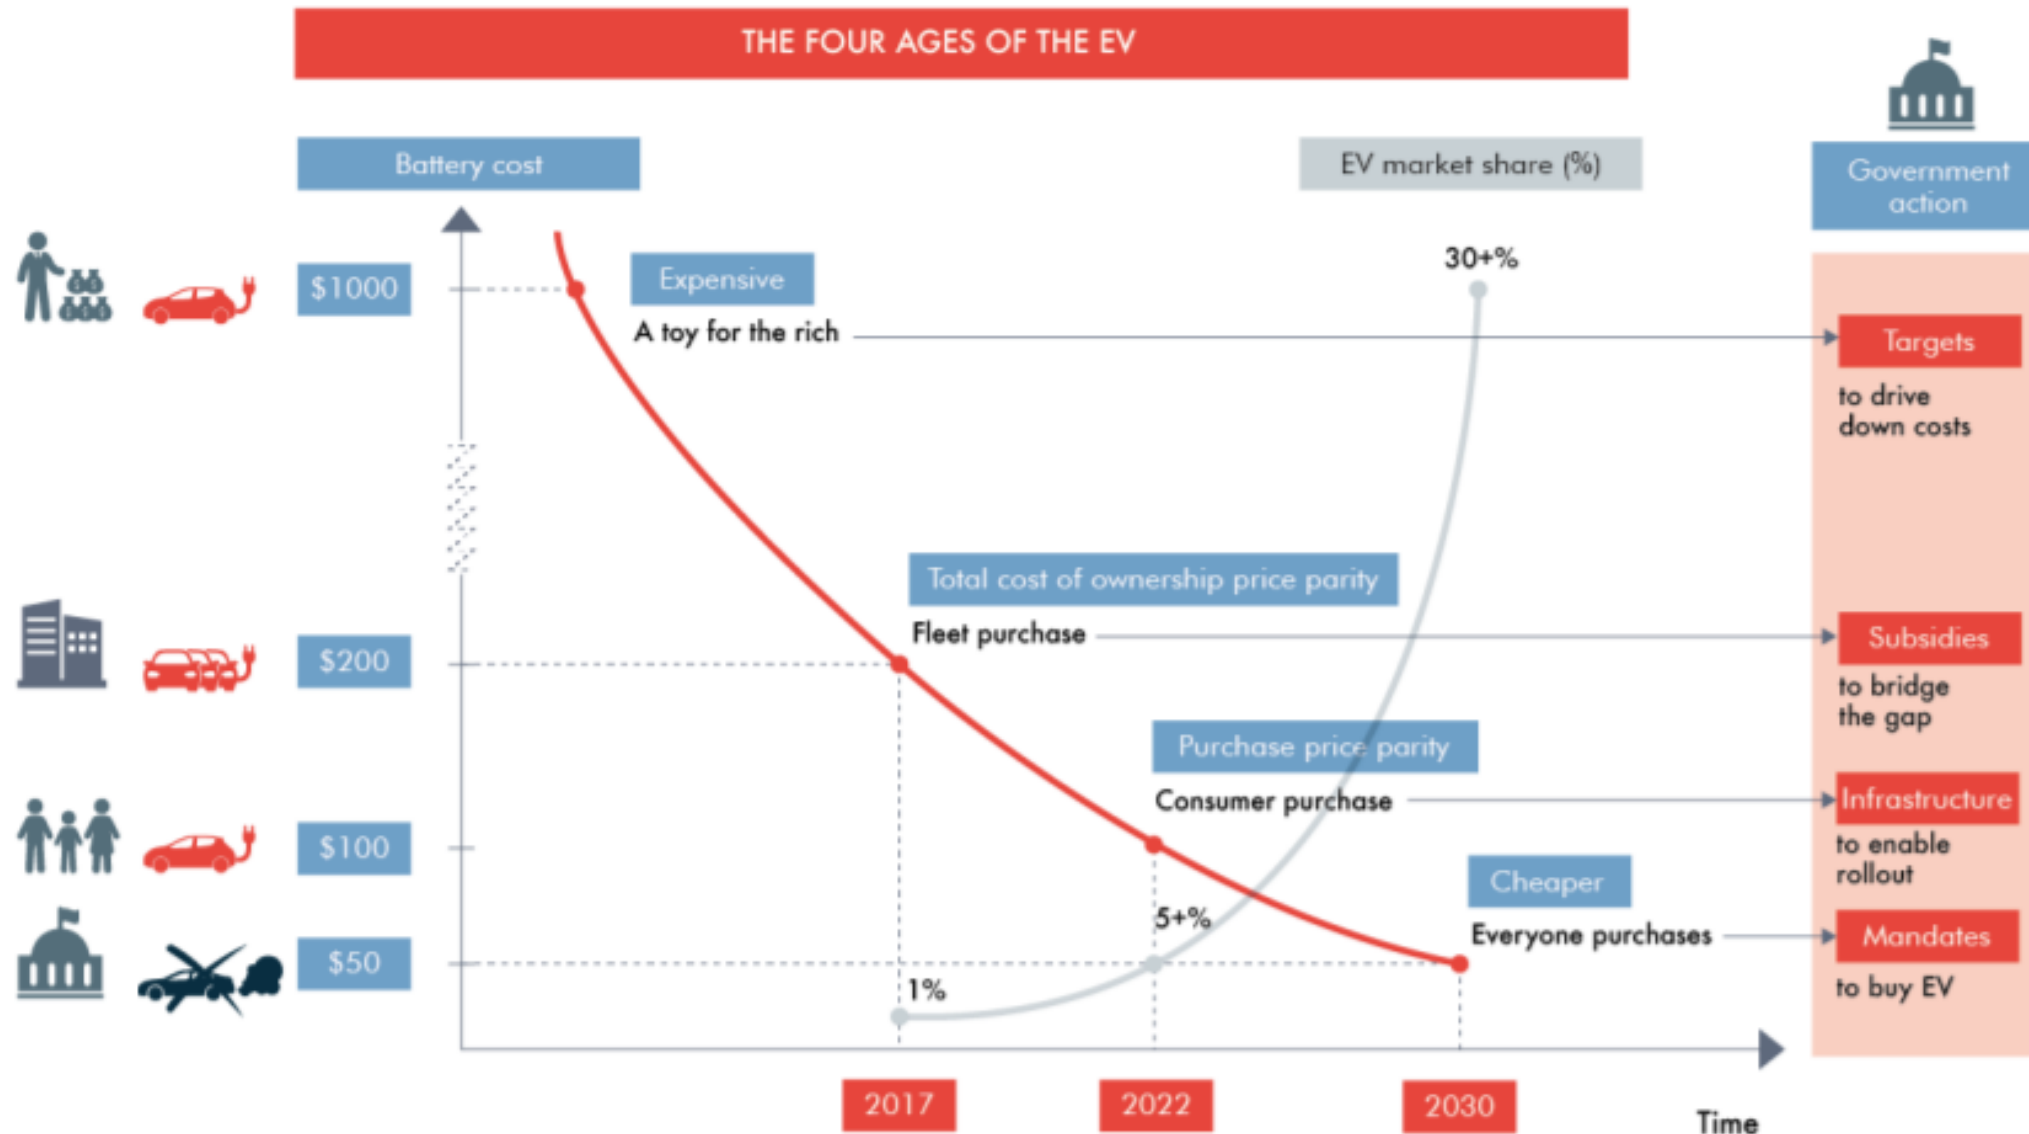 THE FOUR AGES OF THE EV
Battery cost
EV market share (%)
Government
action
$1000
Expensive
A toy for the rich
30+%
Targets
to drive
down costs
$200
Total cost of ownership price parity
Fleet purchase
Subsidies
to bridge
the gap
$100
Purchase price parity
Consumer purchase
Infrastructure
to enable
rollout
$50
5+%
1%
Cheaper
Everyone purchases
Mandates
to buy EV
2017
2022
2030
Time